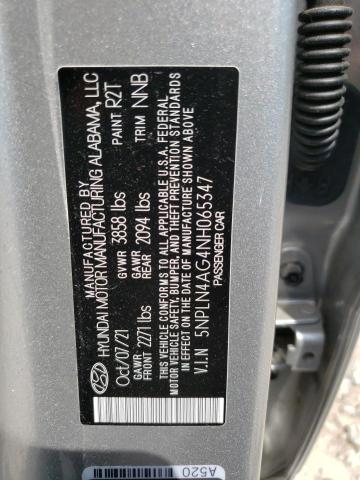 MANUFACTURED BY
HYUNDAI MOTOR MANUFACTURING ALABAMA, LLC
Oct/07/21 GVWR 3858 lbs PAINT R2T
GAWR FRONT 2271 lbs GAWR REAR 2094 lbs TRIM NNB
THIS VEHICLE CONFORMS TO ALL APPLICABLE U.S.A. FEDERAL
MOTOR VEHICLE SAFETY, BUMPER, AND THEFT PREVENTION STANDARDS
IN EFFECT ON THE DATE OF MANUFACTURE SHOWN ABOVE
V.I.N 5NPLN4AG4NH065347
PASSENGER CAR
A520